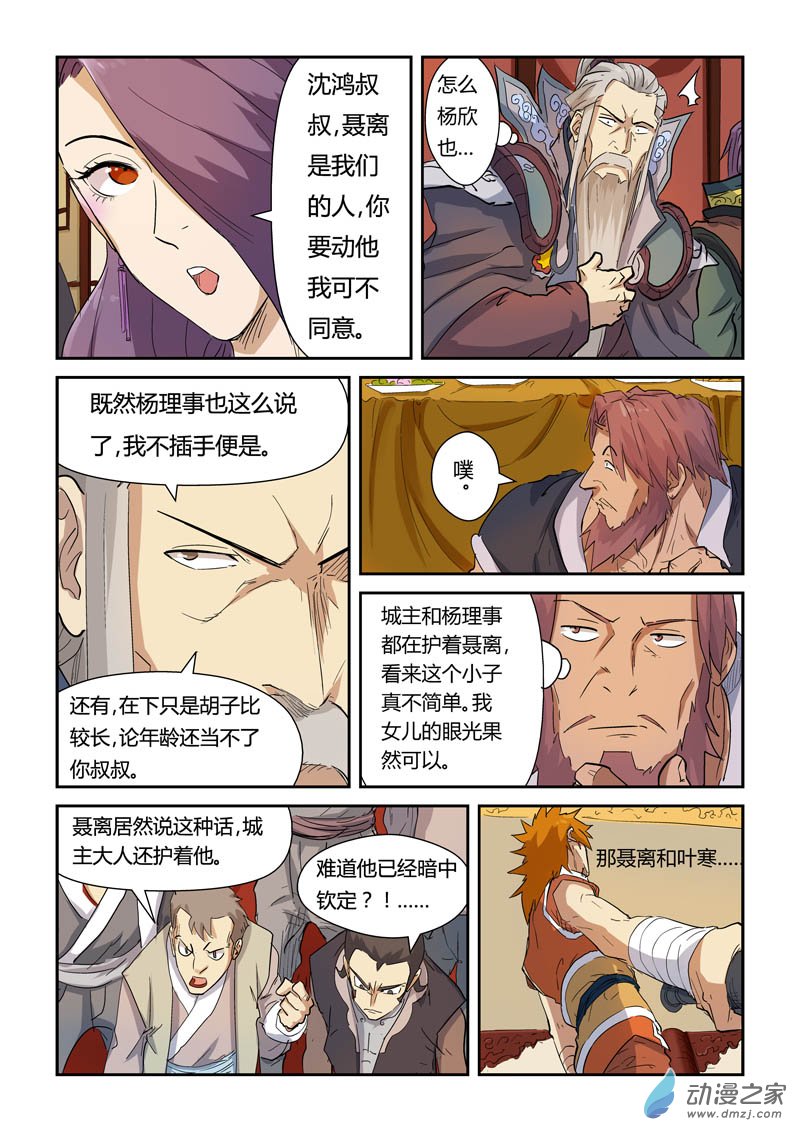 沈鸿叔
叔，聂离
是我们
的人，你
要动他
我可不
同意。
怎么
杨欣
也…
既然杨理事也这么说
了，我不插手便是。
噗。
还有，在下只是胡子比
较长，论年龄还当不了
你叔叔。
城主和杨理事
都在护着聂离，
看来这个小子
真不简单。我
女儿的眼光果
然可以。
聂离居然说这种话，城
主大人还护着他。
难道他已经暗中
钦定？！……
那聂离和叶寒……
动漫之家
www.dmzj.com